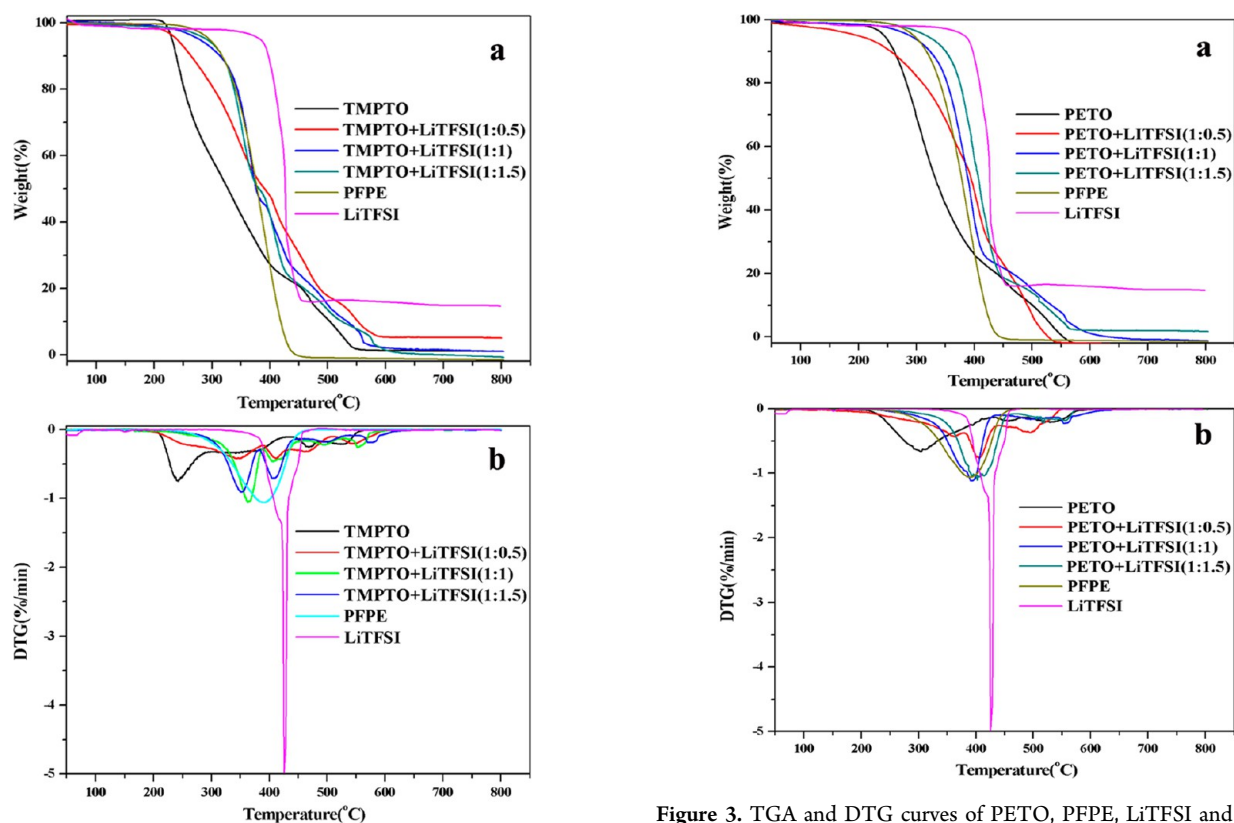 a
100
80
60
40
20
0
Weight(%)
TMPTO
TMPTO+LiTFSI(1:0.5)
TMPTO+LiTFSI(1:1)
TMPTO+LiTFSI(1:1.5)
PFPE
LiTFSI
100 200 300 400 500 600 700 800
Temperature(°C)
b
0
-1
-2
-3
-4
-5
DTG(%/min)
TMPTO
TMPTO+LiTFSI(1:0.5)
TMPTO+LiTFSI(1:1)
TMPTO+LiTFSI(1:1.5)
PFPE
LiTFSI
100 200 300 400 500 600 700 800
Temperature(°C)
a
100
80
60
40
20
0
Weight(%)
PETO
PETO+LITFSI(1:0.5)
PETO+LiTFSI(1:1)
PETO+LITFSI(1:1.5)
PFPE
LiTFSI
100 200 300 400 500 600 700 800
Temperature(°C)
b
0
-1
-2
-3
-4
-5
DTG(%/min)
PETO
PETO+LiTFSI(1:0.5)
PETO+LiTFSI(1:1)
PETO+LiTFSI(1:1.5)
PFPE
LiTFSI
100 200 300 400 500 600 700 800
Temperature(°C)
Figure 3. TGA and DTG curves of PETO, PFPE, LiTFSI and